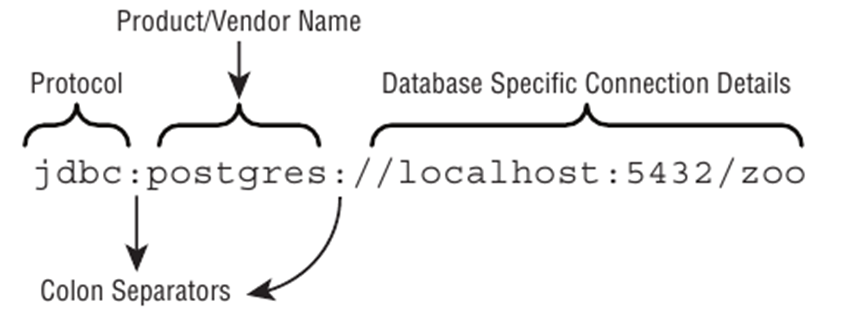 Product/Vendor Name
Protocol
Database Specific Connection Details
jdbc:postgres://localhost:5432/zoo
Colon Separators